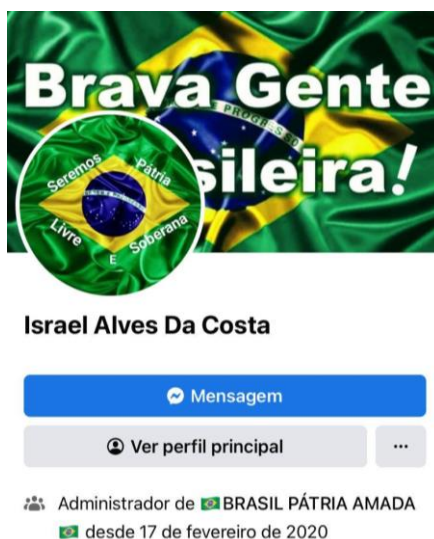 Brava Gente
sileira!
PROGRESSO
Seremos
Pátria
Livre
E
Soberana
Israel Alves Da Costa
Mensagem
Ver perfil principal
...
Administrador de 🇧🇷BRASIL PÁTRIA AMADA
🇧🇷 desde 17 de fevereiro de 2020